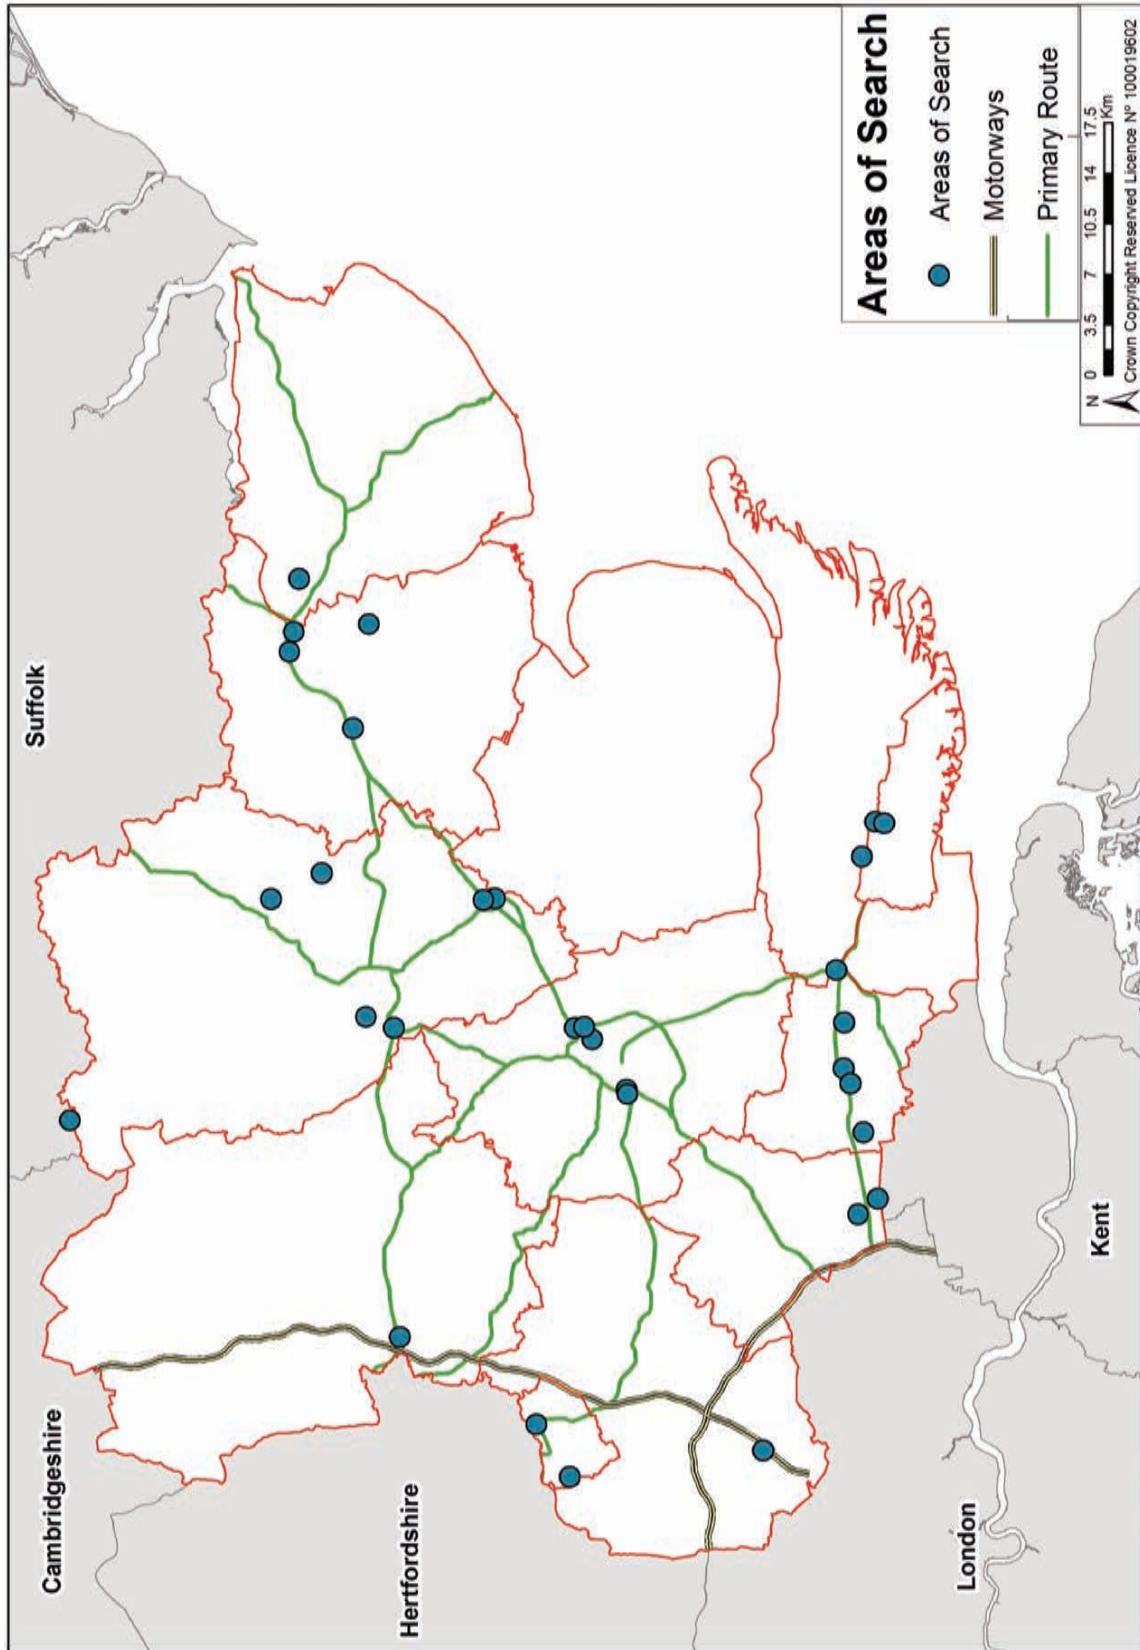 Cambridgeshire
Suffolk
Hertfordshire
London
Kent
Areas of Search
Areas of Search
Motorways
Primary Route
N
0 3.5 7 10.5 14 17.5
Km
Crown Copyright Reserved Licence Nº 100019602